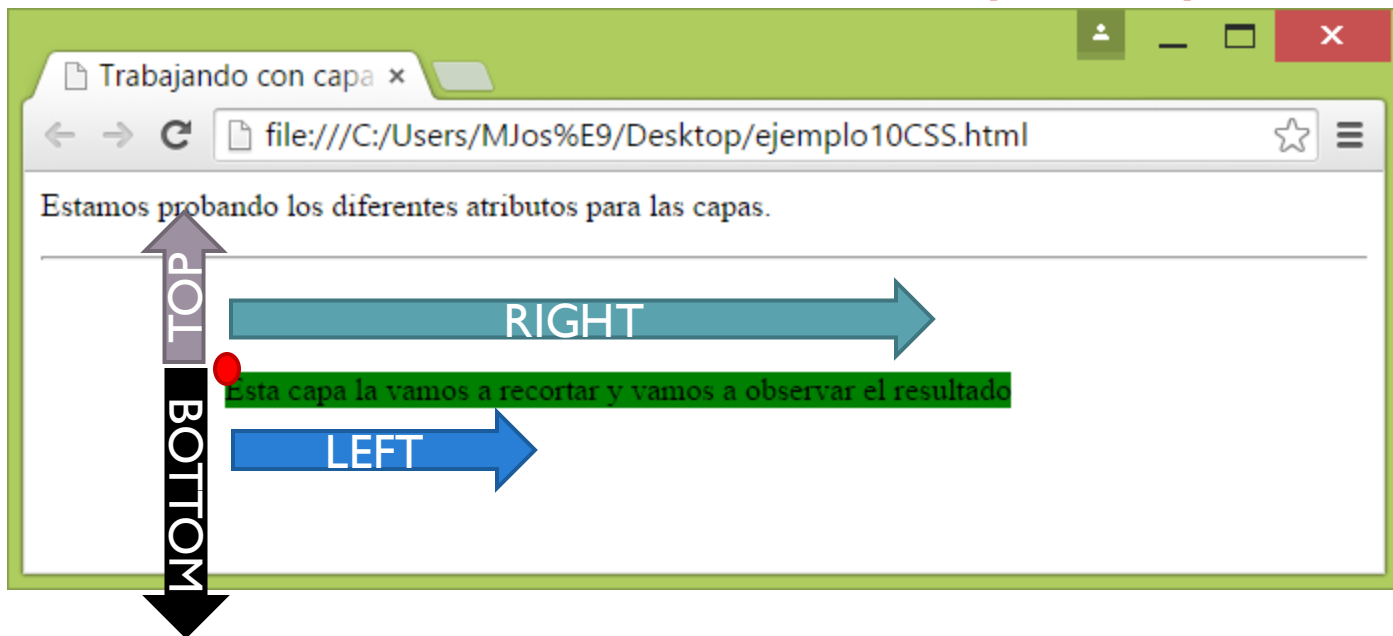 Trabajando con capa
file:///C:/Users/MJos%E9/Desktop/ejemplo10CSS.html
Estamos probando los diferentes atributos para las capas.
TOP
RIGHT
Esta capa la vamos a recortar y vamos a observar el resultado
BOTTOM
LEFT